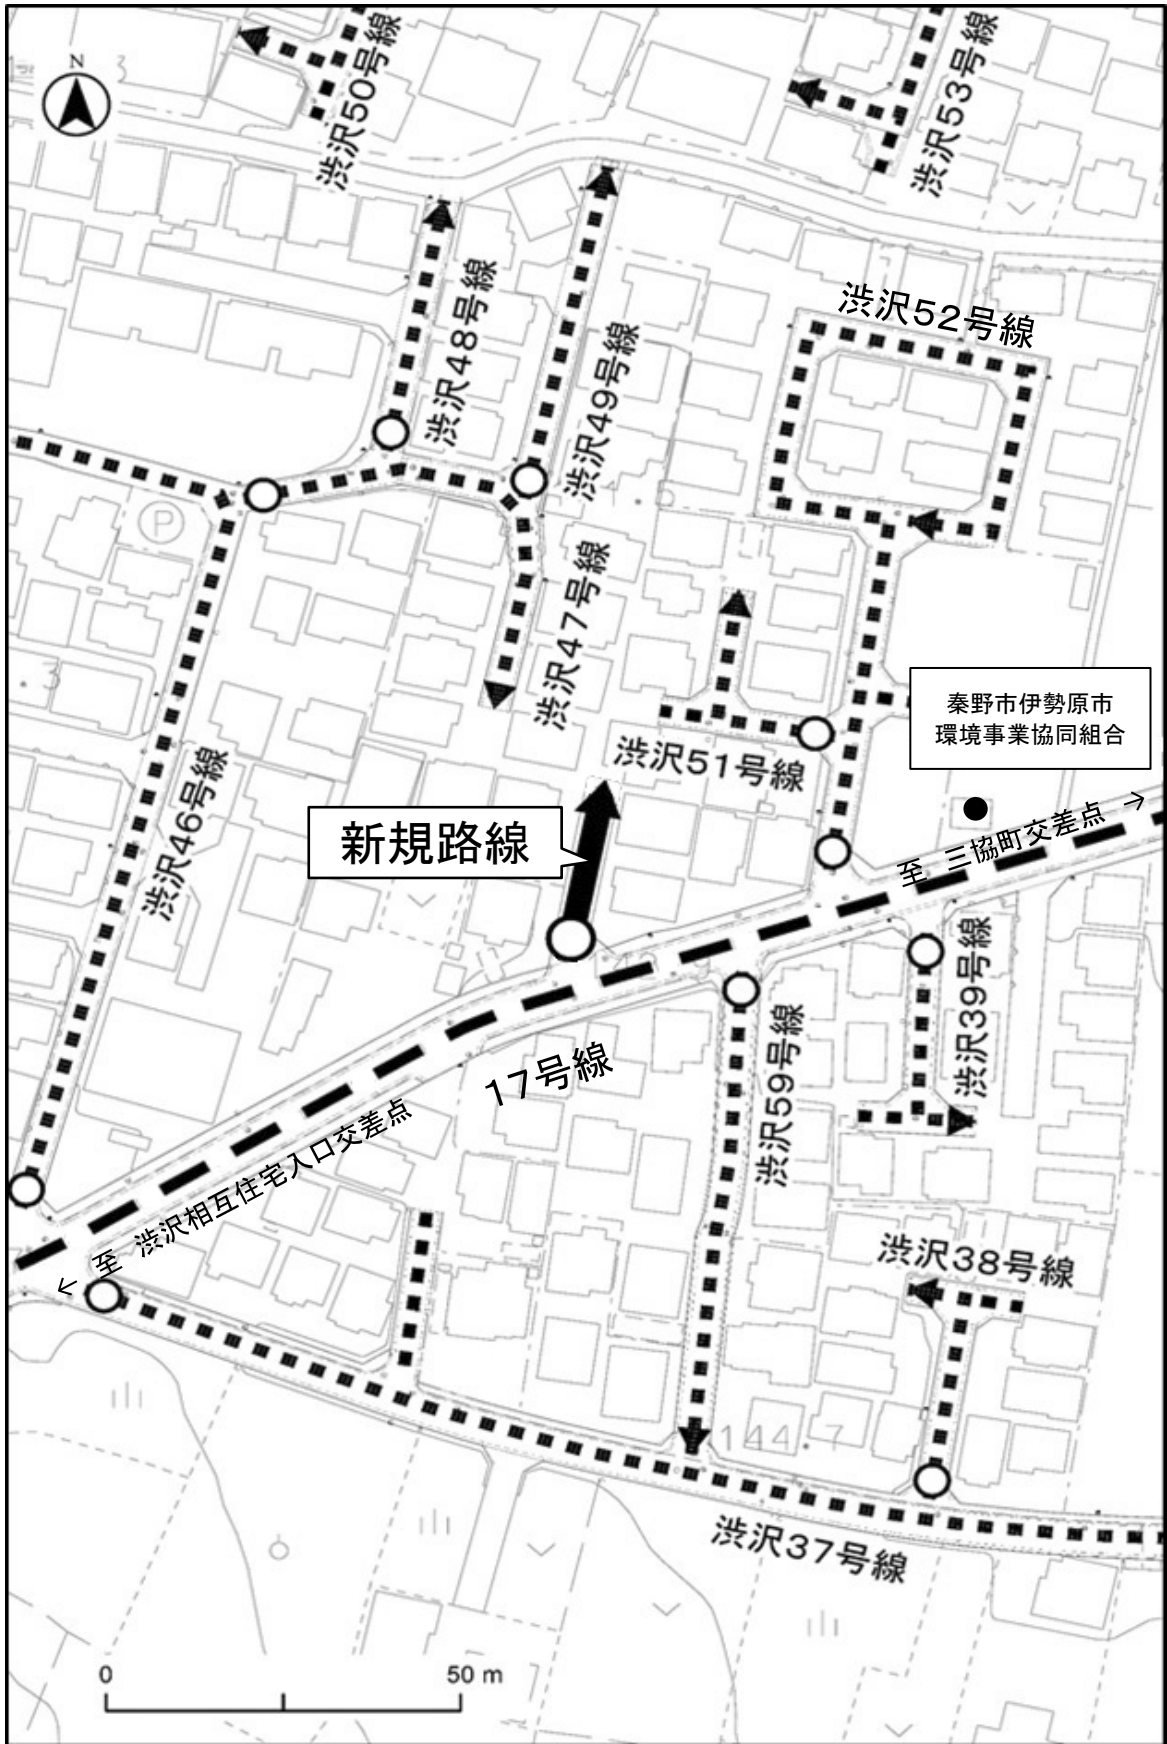 N
渋沢50号線
渋沢53号線
渋沢48号線
渋沢49号線
渋沢52号線
P
渋沢47号線
3
渋沢51号線
秦野市伊勢原市
環境事業協同組合
渋沢46号線
新規路線
至 三協町交差点 →
渋沢39号線
17号線
渋沢59号線
← 至 渋沢相互住宅入口交差点
渋沢38号線
144 7
渋沢37号線
0 50 m